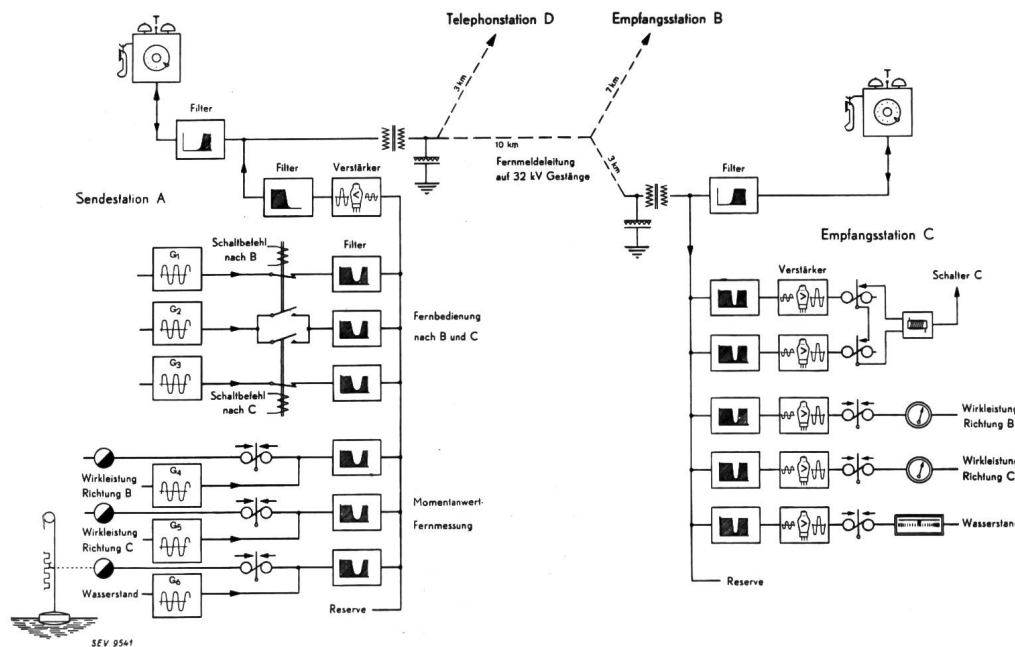 Telephonstation D
Empfangsstation B
T
T
3 km
7 km
Filter
10 km
3 km
Fernmeldeleitung
auf 32 kV Gestänge
Filter
Filter
Verstärker
Sendestation A
Empfangsstation C
Schaltbefehl
nach B
Filter
G1
G2
G3
Fernbedienung
nach B und C
Schaltbefehl
nach C
Verstärker
Schalter C
Wirkleistung
Richtung B
Wirkleistung
Richtung C
Wasserstand
Reserve
Wirkleistung
Richtung B
G4
Momentanwert-
Fernmessung
Wirkleistung
Richtung C
G5
Wasserstand
G6
Reserve
SEV 9541